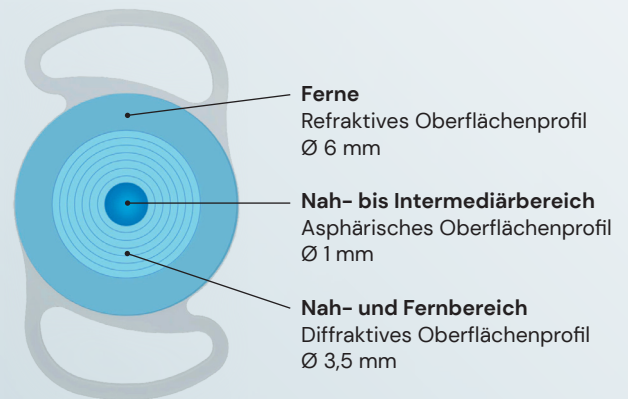 Ferne
Refraktives Oberflächenprofil
Ø 6 mm
Nah- bis Intermediärbereich
Asphärisches Oberflächenprofil
Ø 1 mm
Nah- und Fernbereich
Diffraktives Oberflächenprofil
Ø 3,5 mm